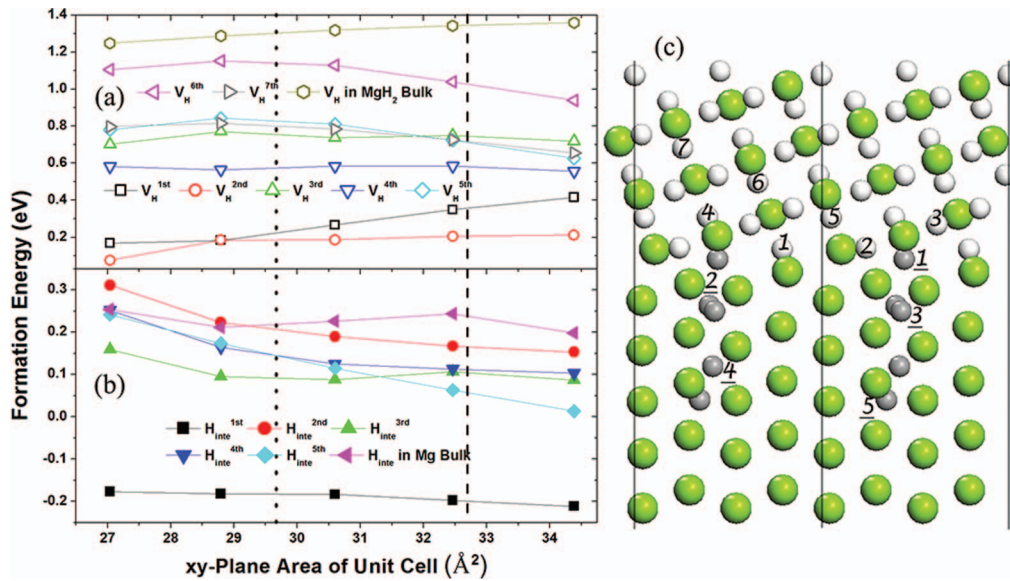 1.4
1.2
1.0
0.8
0.6
0.4
0.2
0.3
0.2
0.1
0.0
-0.1
-0.2
Formation Energy (eV)
(a)
V_H^6th V_H^7th V_H in MgH_2 Bulk
V_H^1st V_H^2nd V_H^3rd V_H^4th V_H^5th
(b)
H_inte^1st H_inte^2nd H_inte^3rd
H_inte^4th H_inte^5th H_inte in Mg Bulk
27 28 29 30 31 32 33 34
xy-Plane Area of Unit Cell (Å²)
(c)
7
6
4 5 3
1 2
1
2
3
4
5